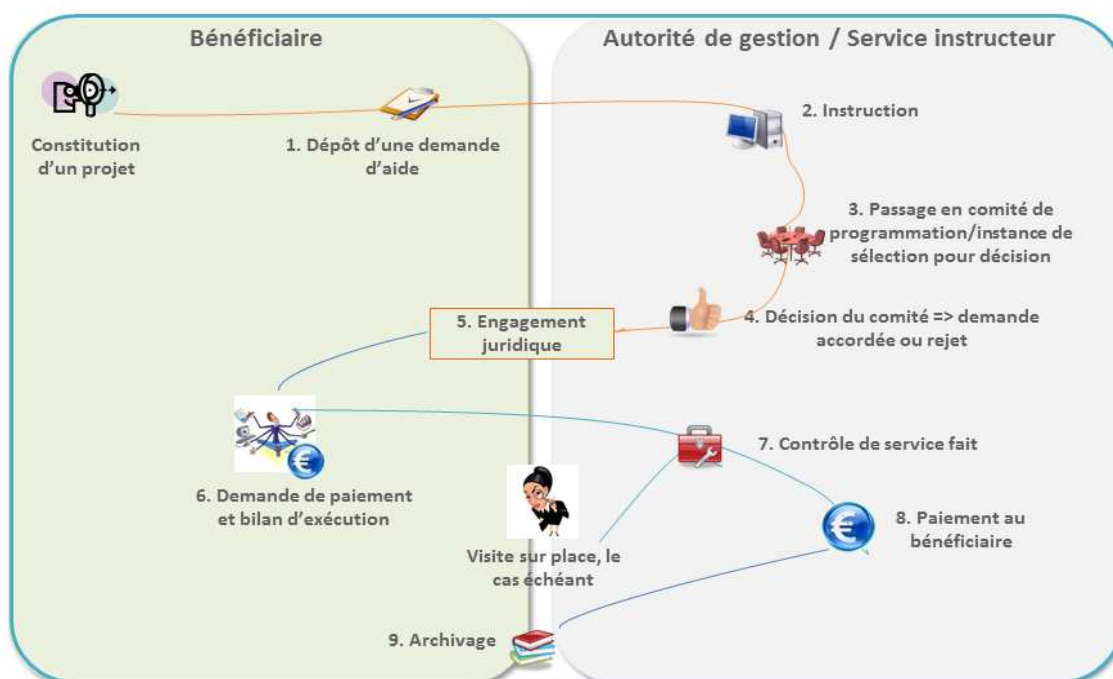 Bénéficiaire
Autorité de gestion / Service instructeur
Constitution
d’un projet
1. Dépôt d’une demande
d’aide
2. Instruction
3. Passage en comité de
programmation/instance de
sélection pour décision
4. Décision du comité => demande
accordée ou rejet
5. Engagement
juridique
6. Demande de paiement
et bilan d’exécution
7. Contrôle de service fait
Visite sur place, le
cas échéant
8. Paiement au
bénéficiaire
9. Archivage